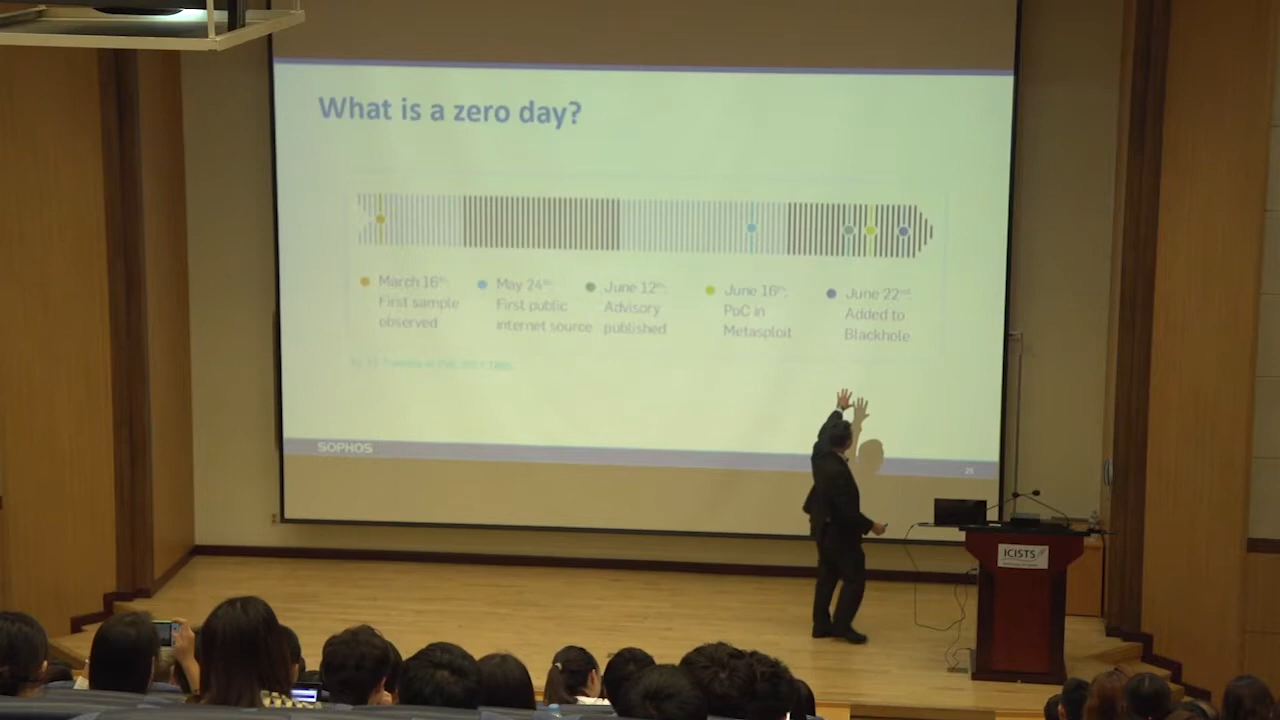 What is a zero day?
March 16th:
First sample
observed
May 24th:
First public
internet source
June 12th:
Advisory
published
June 16th:
PoC in
Metasploit
June 22nd:
Added to
Blackhole
SOPHOS
ICISTS